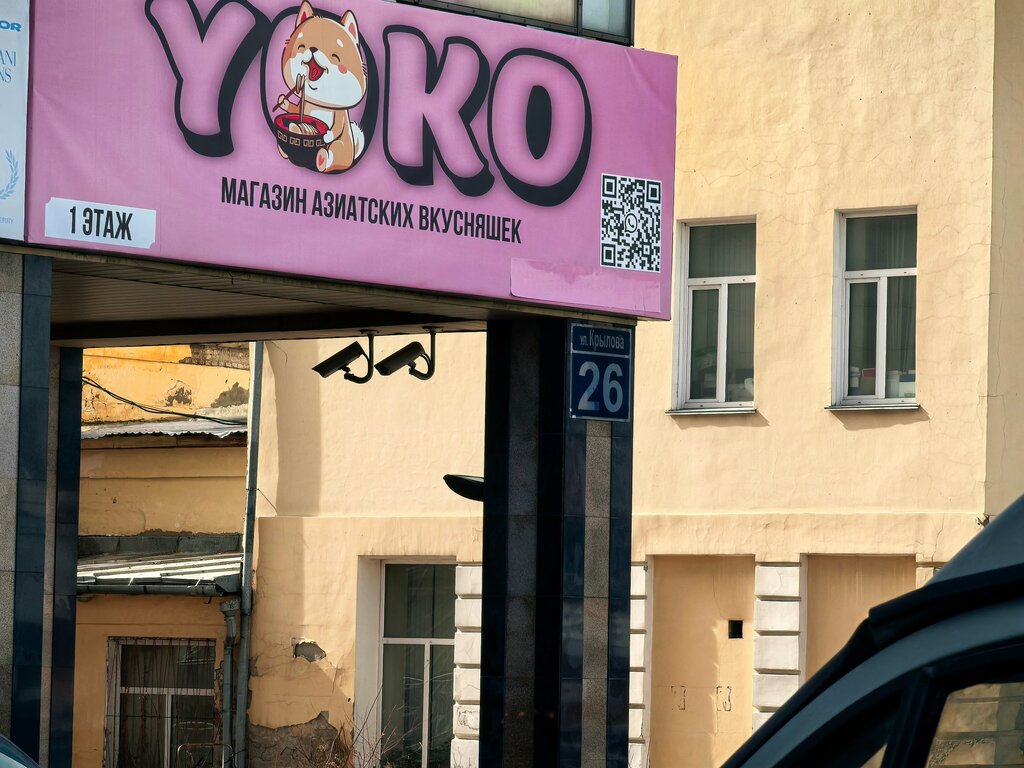 YOKO
МАГАЗИН АЗИАТСКИХ ВКУСНЯШЕК
1 ЭТАЖ
ул. Крылова
26